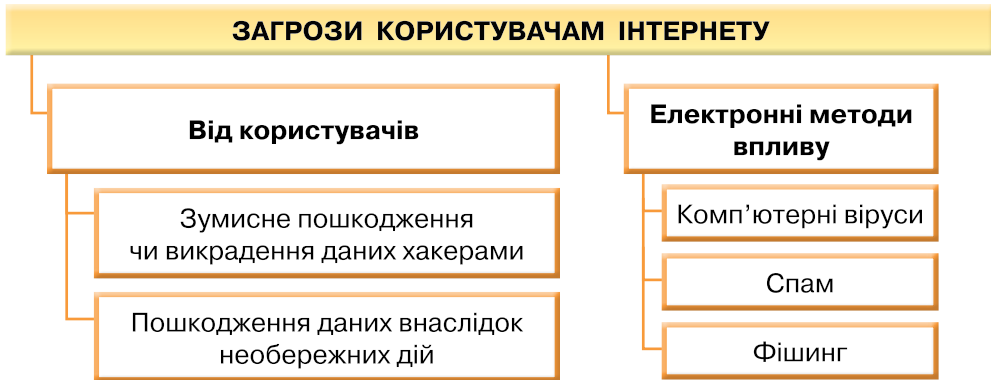 ЗАГРОЗИ КОРИСТУВАЧАМ ІНТЕРНЕТУ
Від користувачів
Зумисне пошкодження
чи викрадення даних хакерами
Пошкодження даних внаслідок
необережних дій
Електронні методи
впливу
Комп’ютерні віруси
Спам
Фішинг